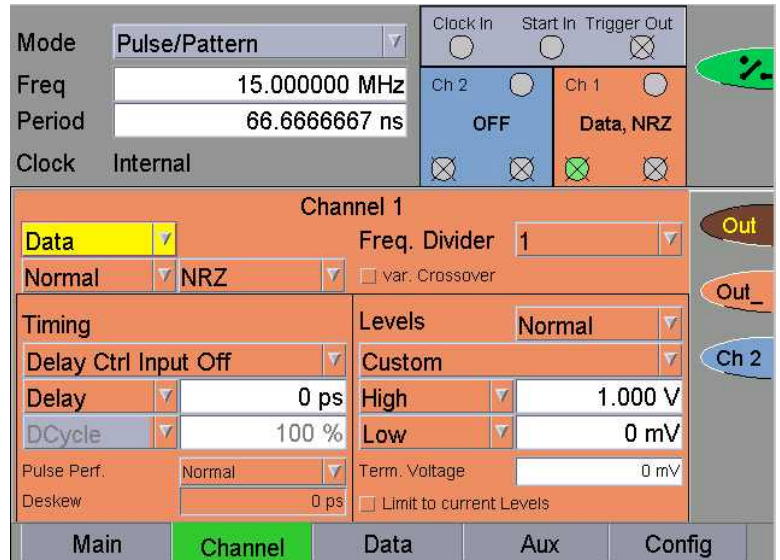 Mode Pulse/Pattern
Freq 15.000000 MHz
Period 66.6666667 ns
Clock Internal
Clock In Start In Trigger Out
Ch 2 Ch 1
OFF Data, NRZ
Channel 1
Data Freq. Divider 1
Normal NRZ var. Crossover
Timing Levels Normal
Delay Ctrl Input Off Custom
Delay 0 ps High 1.000 V
DCycle 100 % Low 0 mV
Pulse Perf. Normal Term. Voltage 0 mV
Deskew 0 ps Limit to current Levels
Out
Out_
Ch 2
Main Channel Data Aux Config